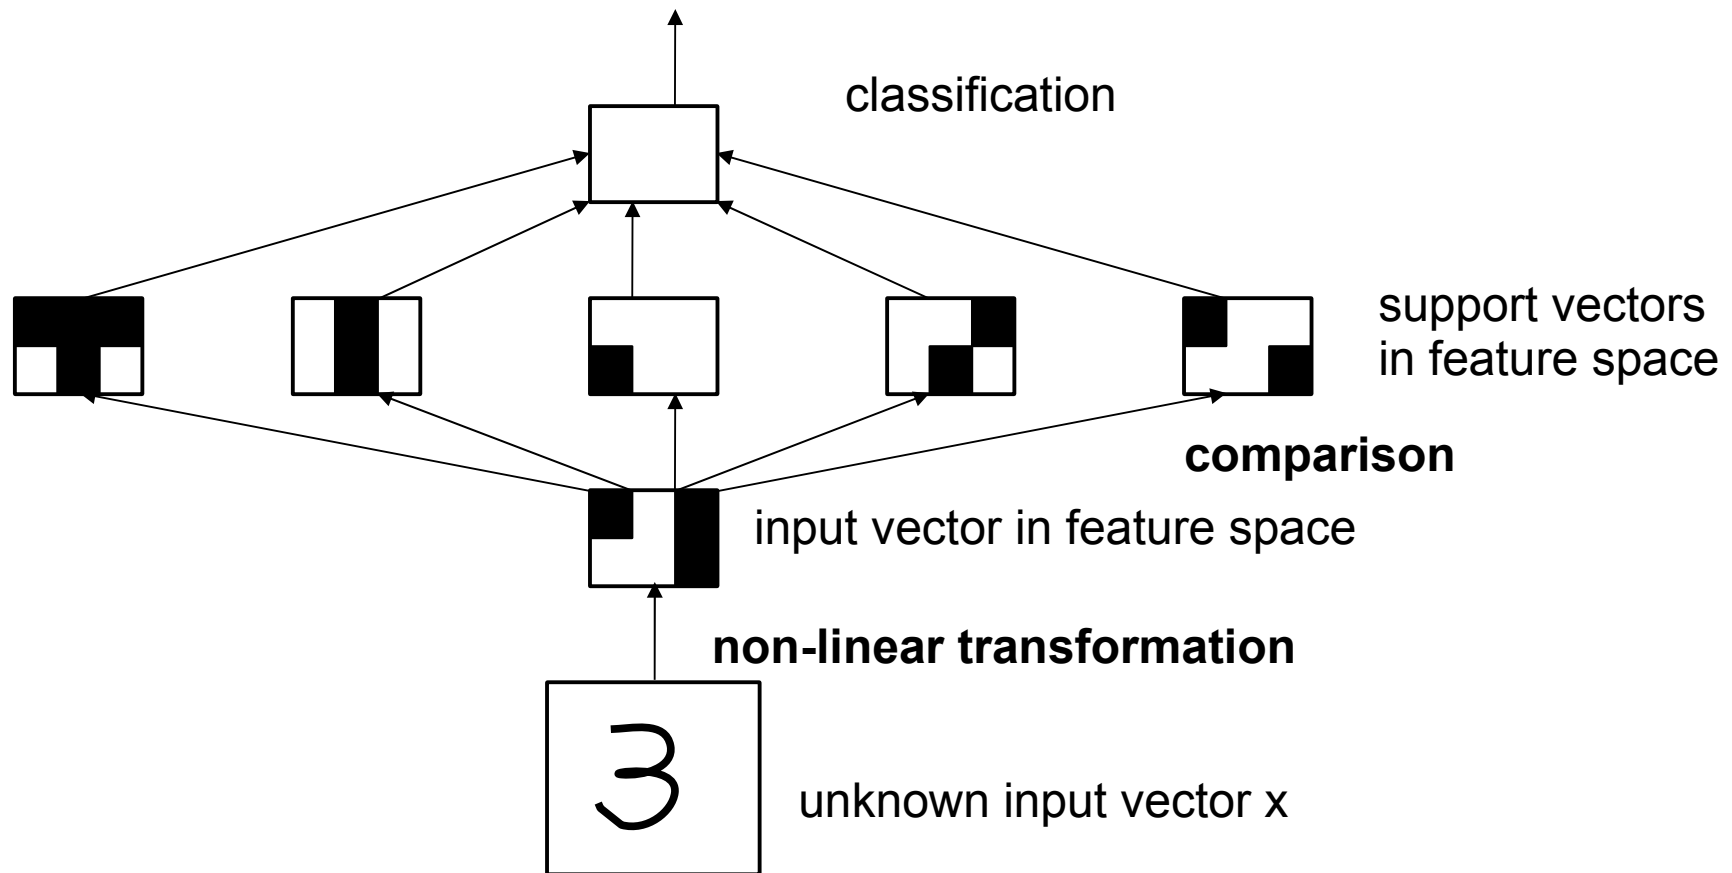 classification
support vectors
in feature space
comparison
input vector in feature space
non-linear transformation
3
unknown input vector x